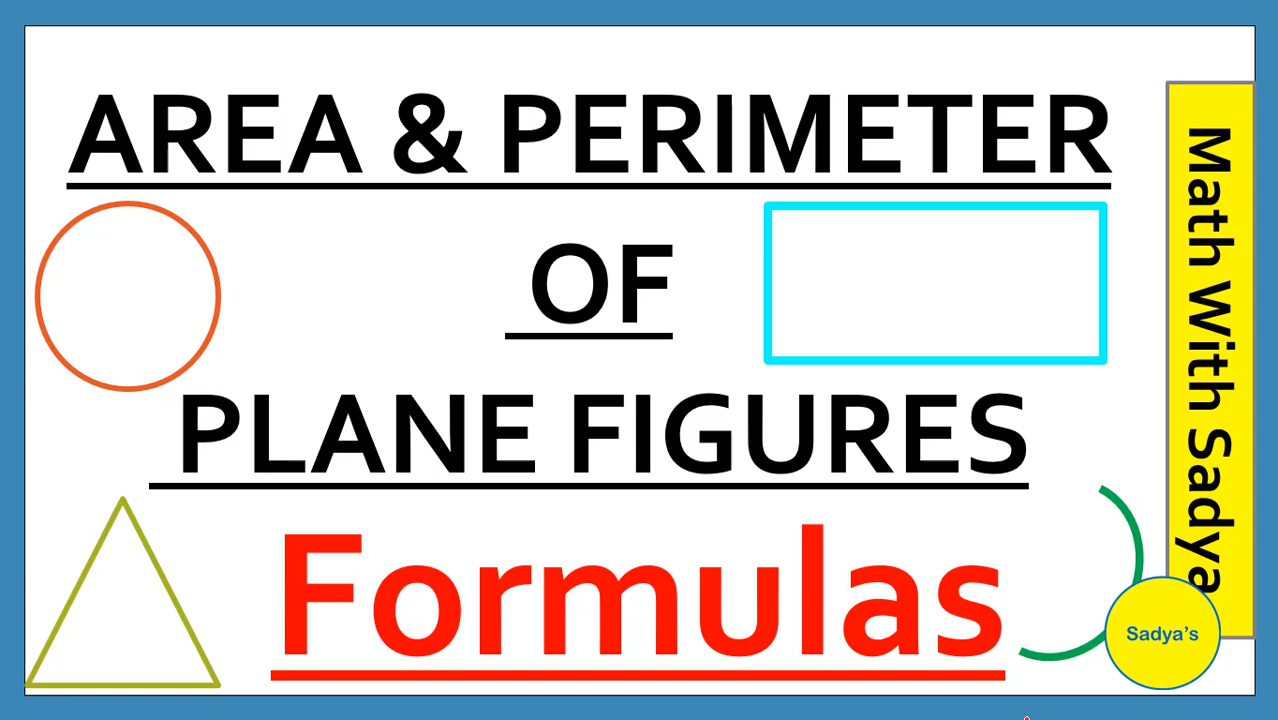 AREA & PERIMETER
OF
PLANE FIGURES
Formulas
Math With Sadya
Sadya's